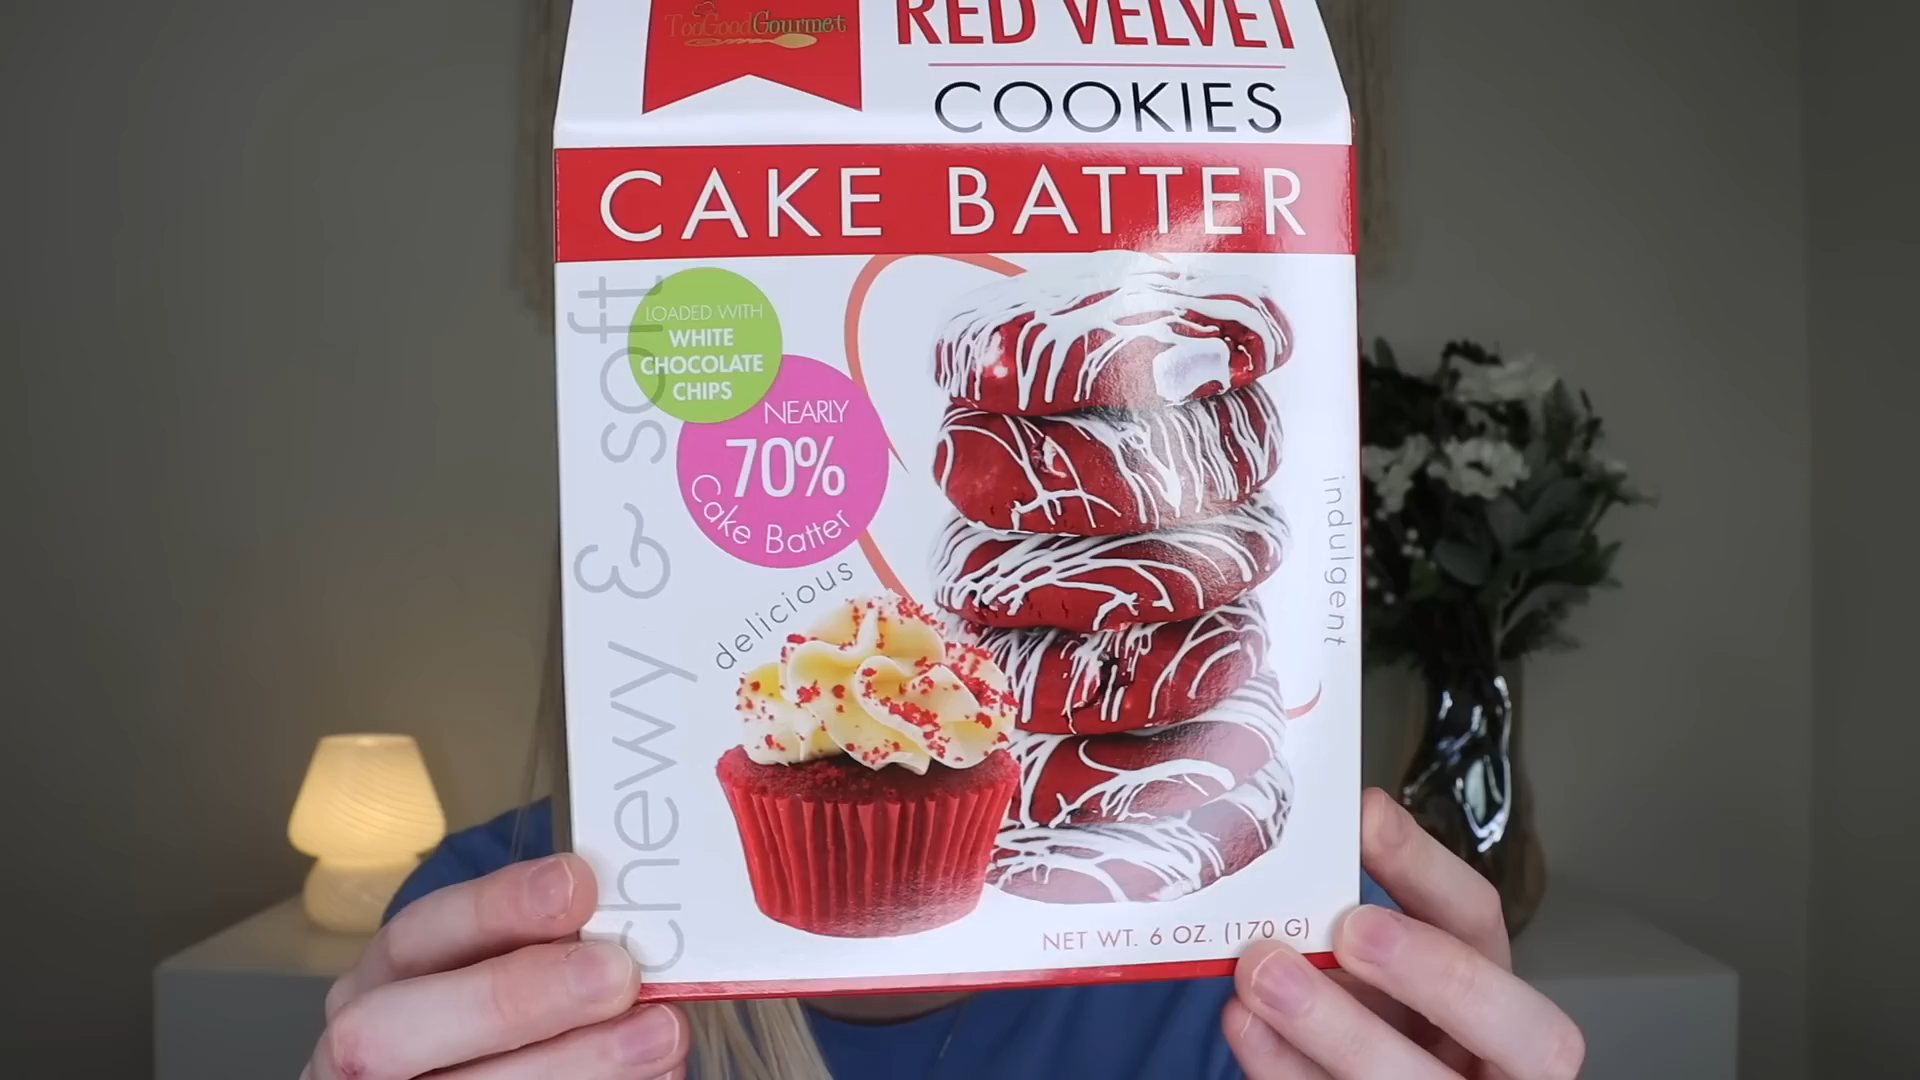 TooGoodGourmet
RED VELVET
COOKIES
CAKE BATTER
chewy & soft
LOADED WITH
WHITE
CHOCOLATE
CHIPS
NEARLY
70%
Cake Batter
delicious
indulgent
NET WT. 6 OZ. (170 G)